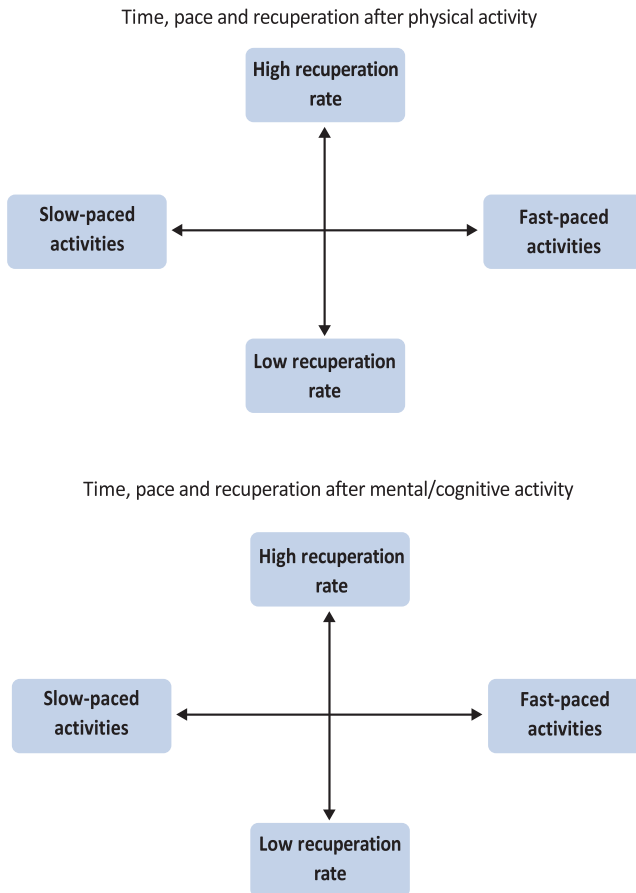 Time, pace and recuperation after physical activity
High recuperation
rate
Slow-paced
activities
Fast-paced
activities
Low recuperation
rate
Time, pace and recuperation after mental/cognitive activity
High recuperation
rate
Slow-paced
activities
Fast-paced
activities
Low recuperation
rate